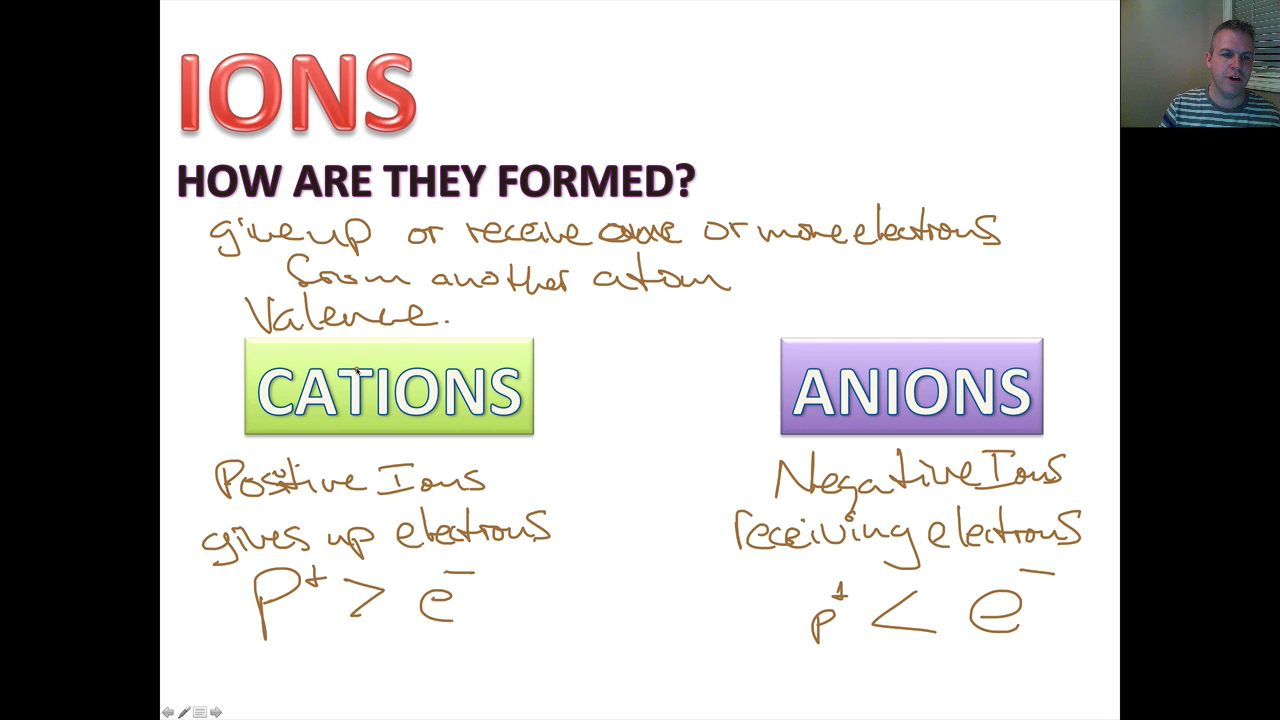 IONS
HOW ARE THEY FORMED?
give up or receive one or more electrons
from another atom
Valence.
CATIONS
Positive Ions
gives up electrons
p+ > e−
ANIONS
Negative Ions
receiving electrons
p+ < e−